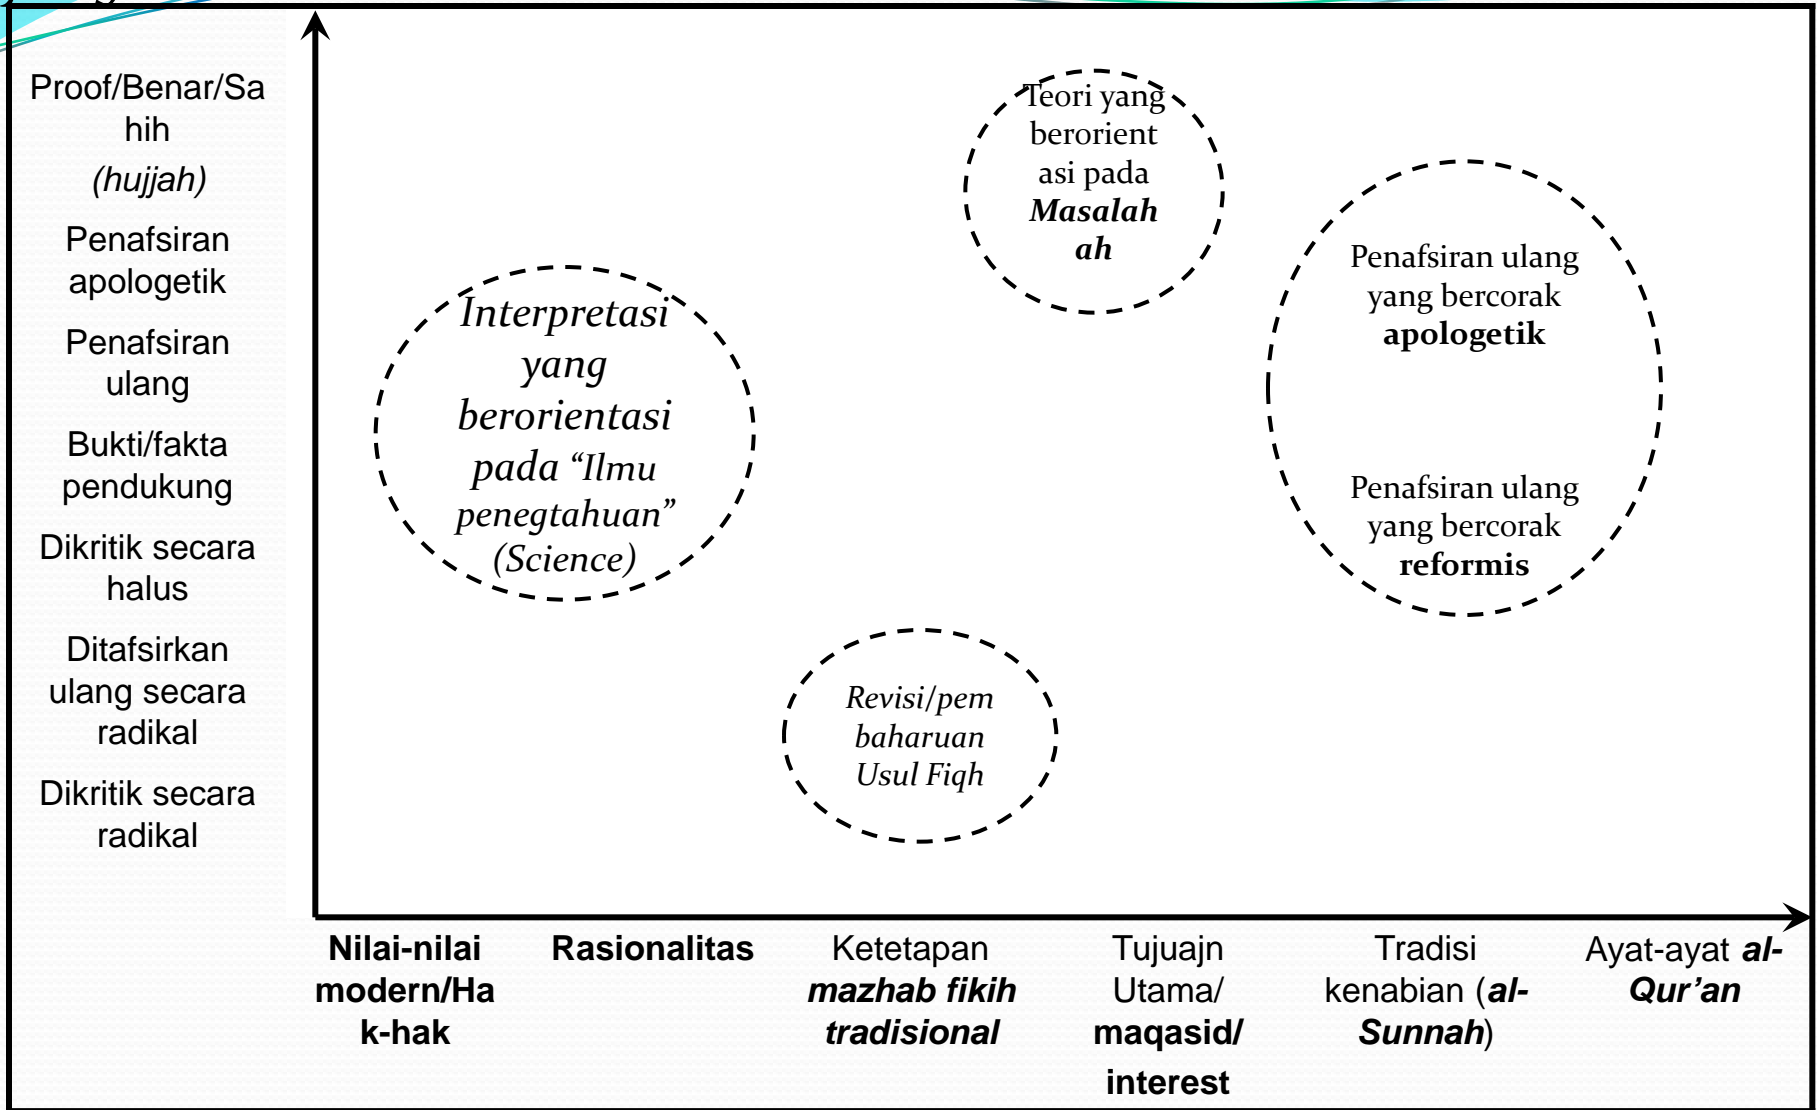 Proof/Benar/Sa
hih
(hujjah)
Penafsiran
apologetik
Penafsiran
ulang
Bukti/fakta
pendukung
Dikritik secara
halus
Ditafsirkan
ulang secara
radikal
Dikritik secara
radikal
Teori yang
berorient
asi pada
Masalah
ah
Interpretasi
yang
berorientasi
pada “Ilmu
penegtahuan”
(Science)
Penafsiran ulang
yang bercorak
apologetik
Penafsiran ulang
yang bercorak
reformis
Revisi/pem
baharuan
Usul Fiqh
Nilai-nilai
modern/Ha
k-hak
Rasionalitas
Ketetapan
mazhab fikih
tradisional
Tujuajn
Utama/
maqasid/
interest
Tradisi
kenabian (al-
Sunnah)
Ayat-ayat al-
Qur’an